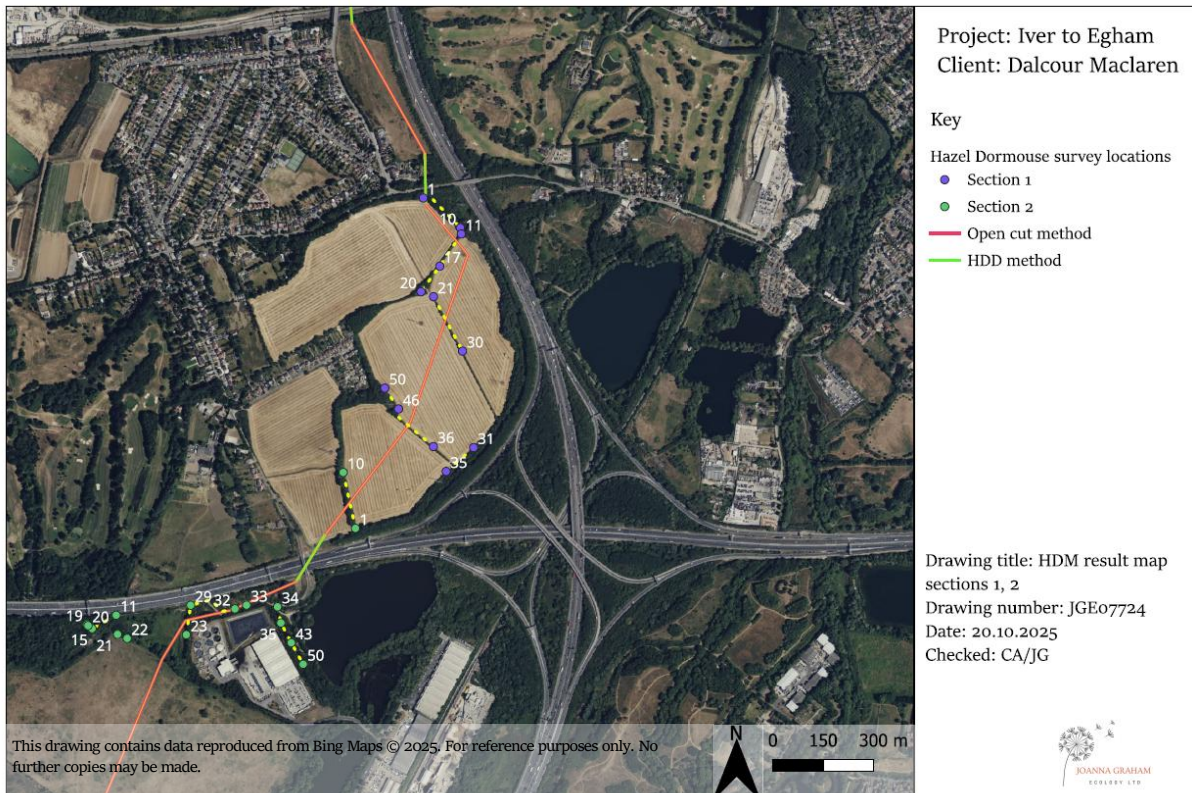 Project: Iver to Egham
Client: Dalcour Maclaren
Key
Hazel Dormouse survey locations
Section 1
Section 2
Open cut method
HDD method
1
10
11
17
20
21
30
50
46
36
31
35
10
1
29
32
33
34
11
19
20
15
21
22
23
35
43
50
Drawing title: HDM result map
sections 1, 2
Drawing number: JGE07724
Date: 20.10.2025
Checked: CA/JG
This drawing contains data reproduced from Bing Maps © 2025. For reference purposes only. No
further copies may be made.
N
0 150 300 m
JOANNA GRAHAM
ECOLOGY LTD